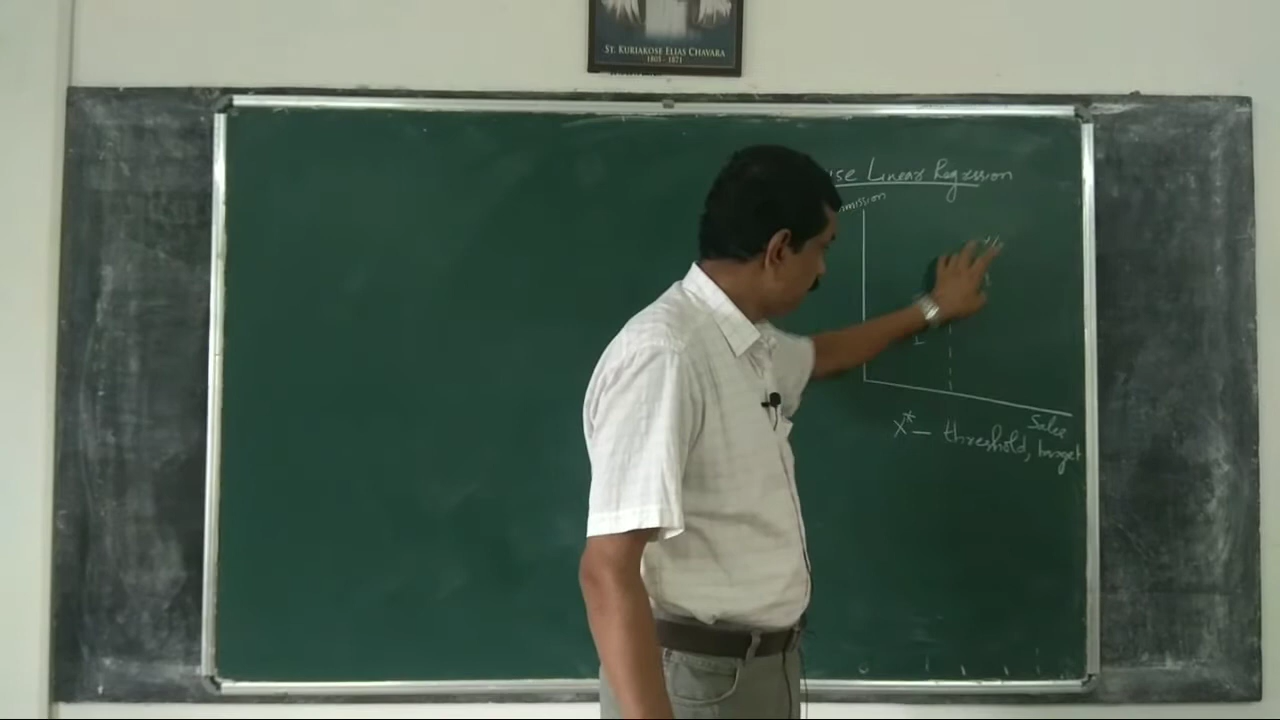 ST. KURIAKOSE ELIAS CHAVARA
1805 - 1871
ise Linear Regression
mmission
I
Sales
X* — threshold, target